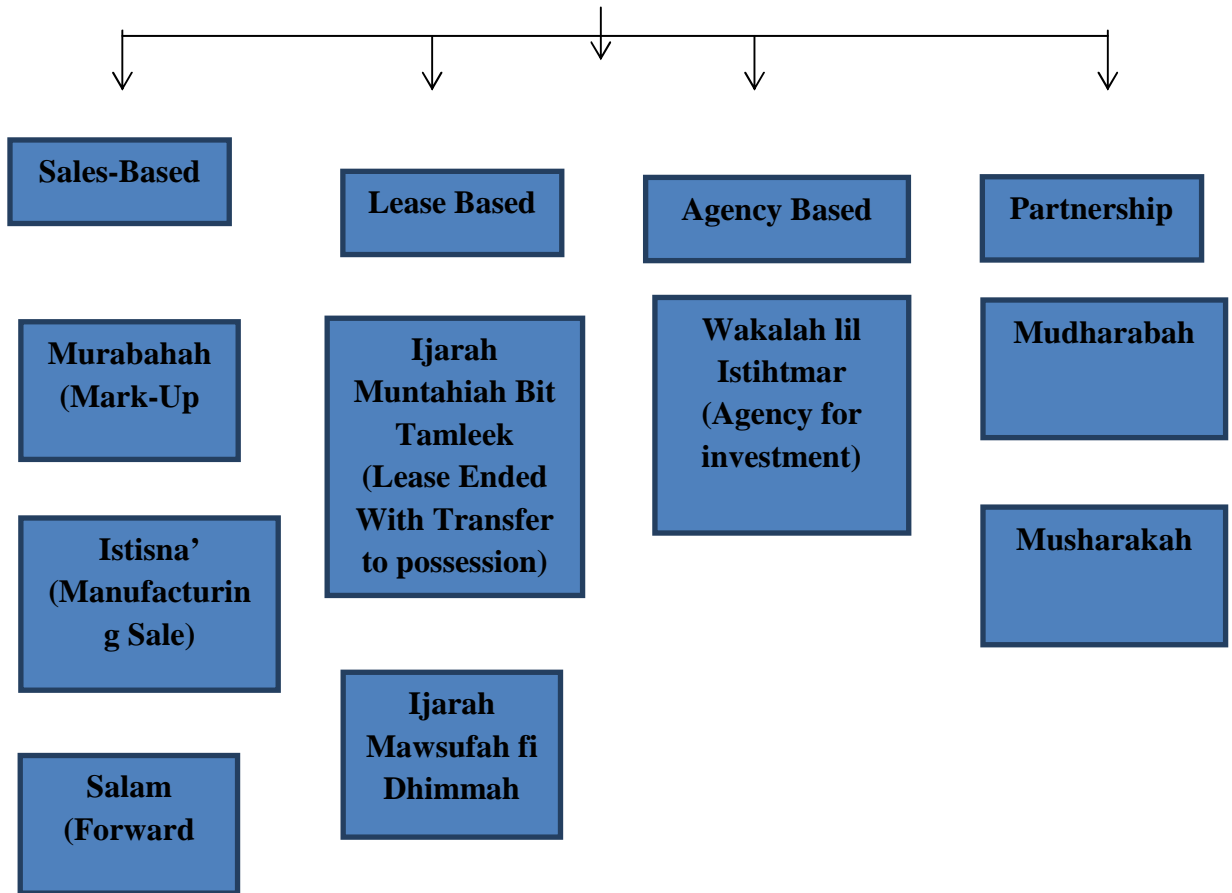 Sales-Based
Murabahah
(Mark-Up
Istisna’
(Manufacturin
g Sale)
Salam
(Forward
Lease Based
Ijarah
Muntahiah Bit
Tamleek
(Lease Ended
With Transfer
to possession)
Ijarah
Mawsufah fi
Dhimmah
Agency Based
Wakalah lil
Istihtmar
(Agency for
investment)
Partnership
Mudharabah
Musharakah